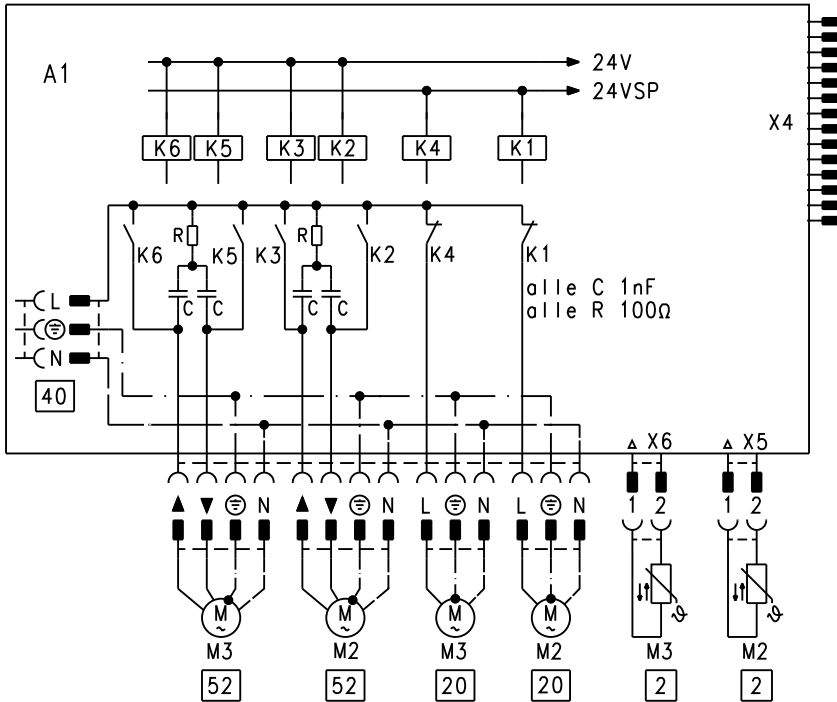 24V
A1
24VSP
X4
K6 K5 K3 K2 K4 K1
R R
K6 K5 K3 K2 K4 K1
alle C 1nF
L C C C C
alle R 100Ω
N
40
X6 X5
N N L N L N 1 2 1 2
M M M M
~ ~ ~ ~
ϑ ϑ
M3 M2 M3 M2 M3 M2
52 52 20 20 2 2